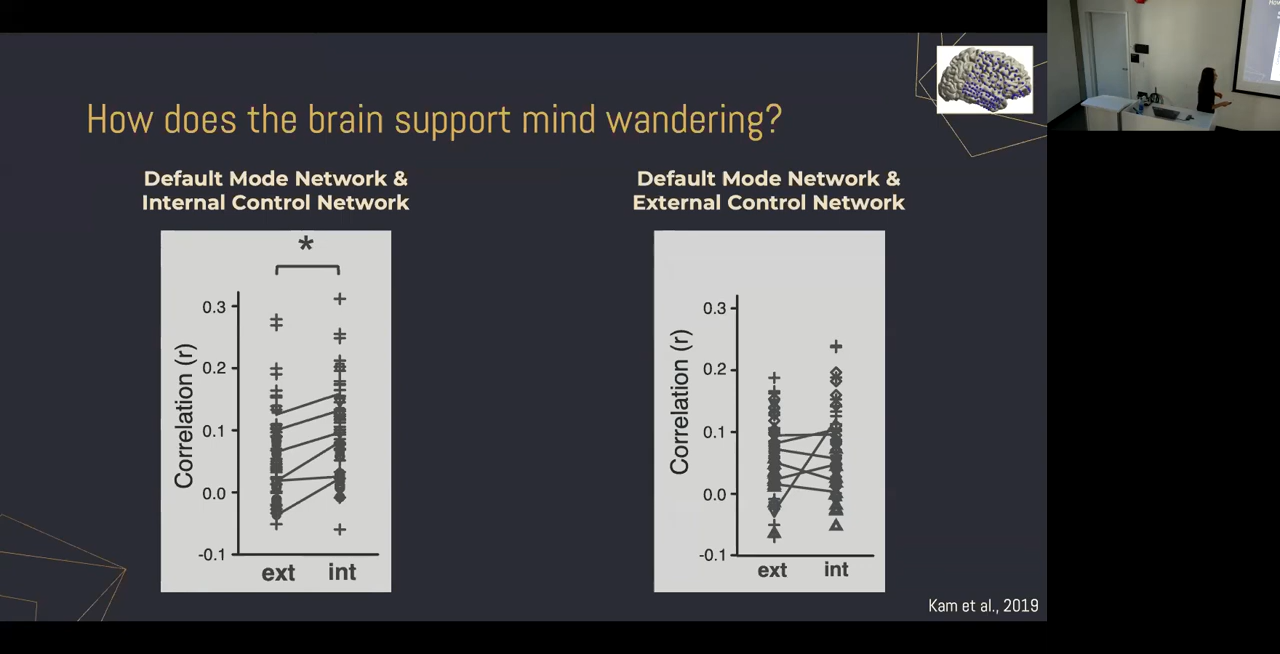 How does the brain support mind wandering?
Default Mode Network &
Internal Control Network
*
Correlation (r)
0.3
0.2
0.1
0.0
-0.1
ext
int
Default Mode Network &
External Control Network
Correlation (r)
0.3
0.2
0.1
0.0
-0.1
ext
int
Kam et al., 2019